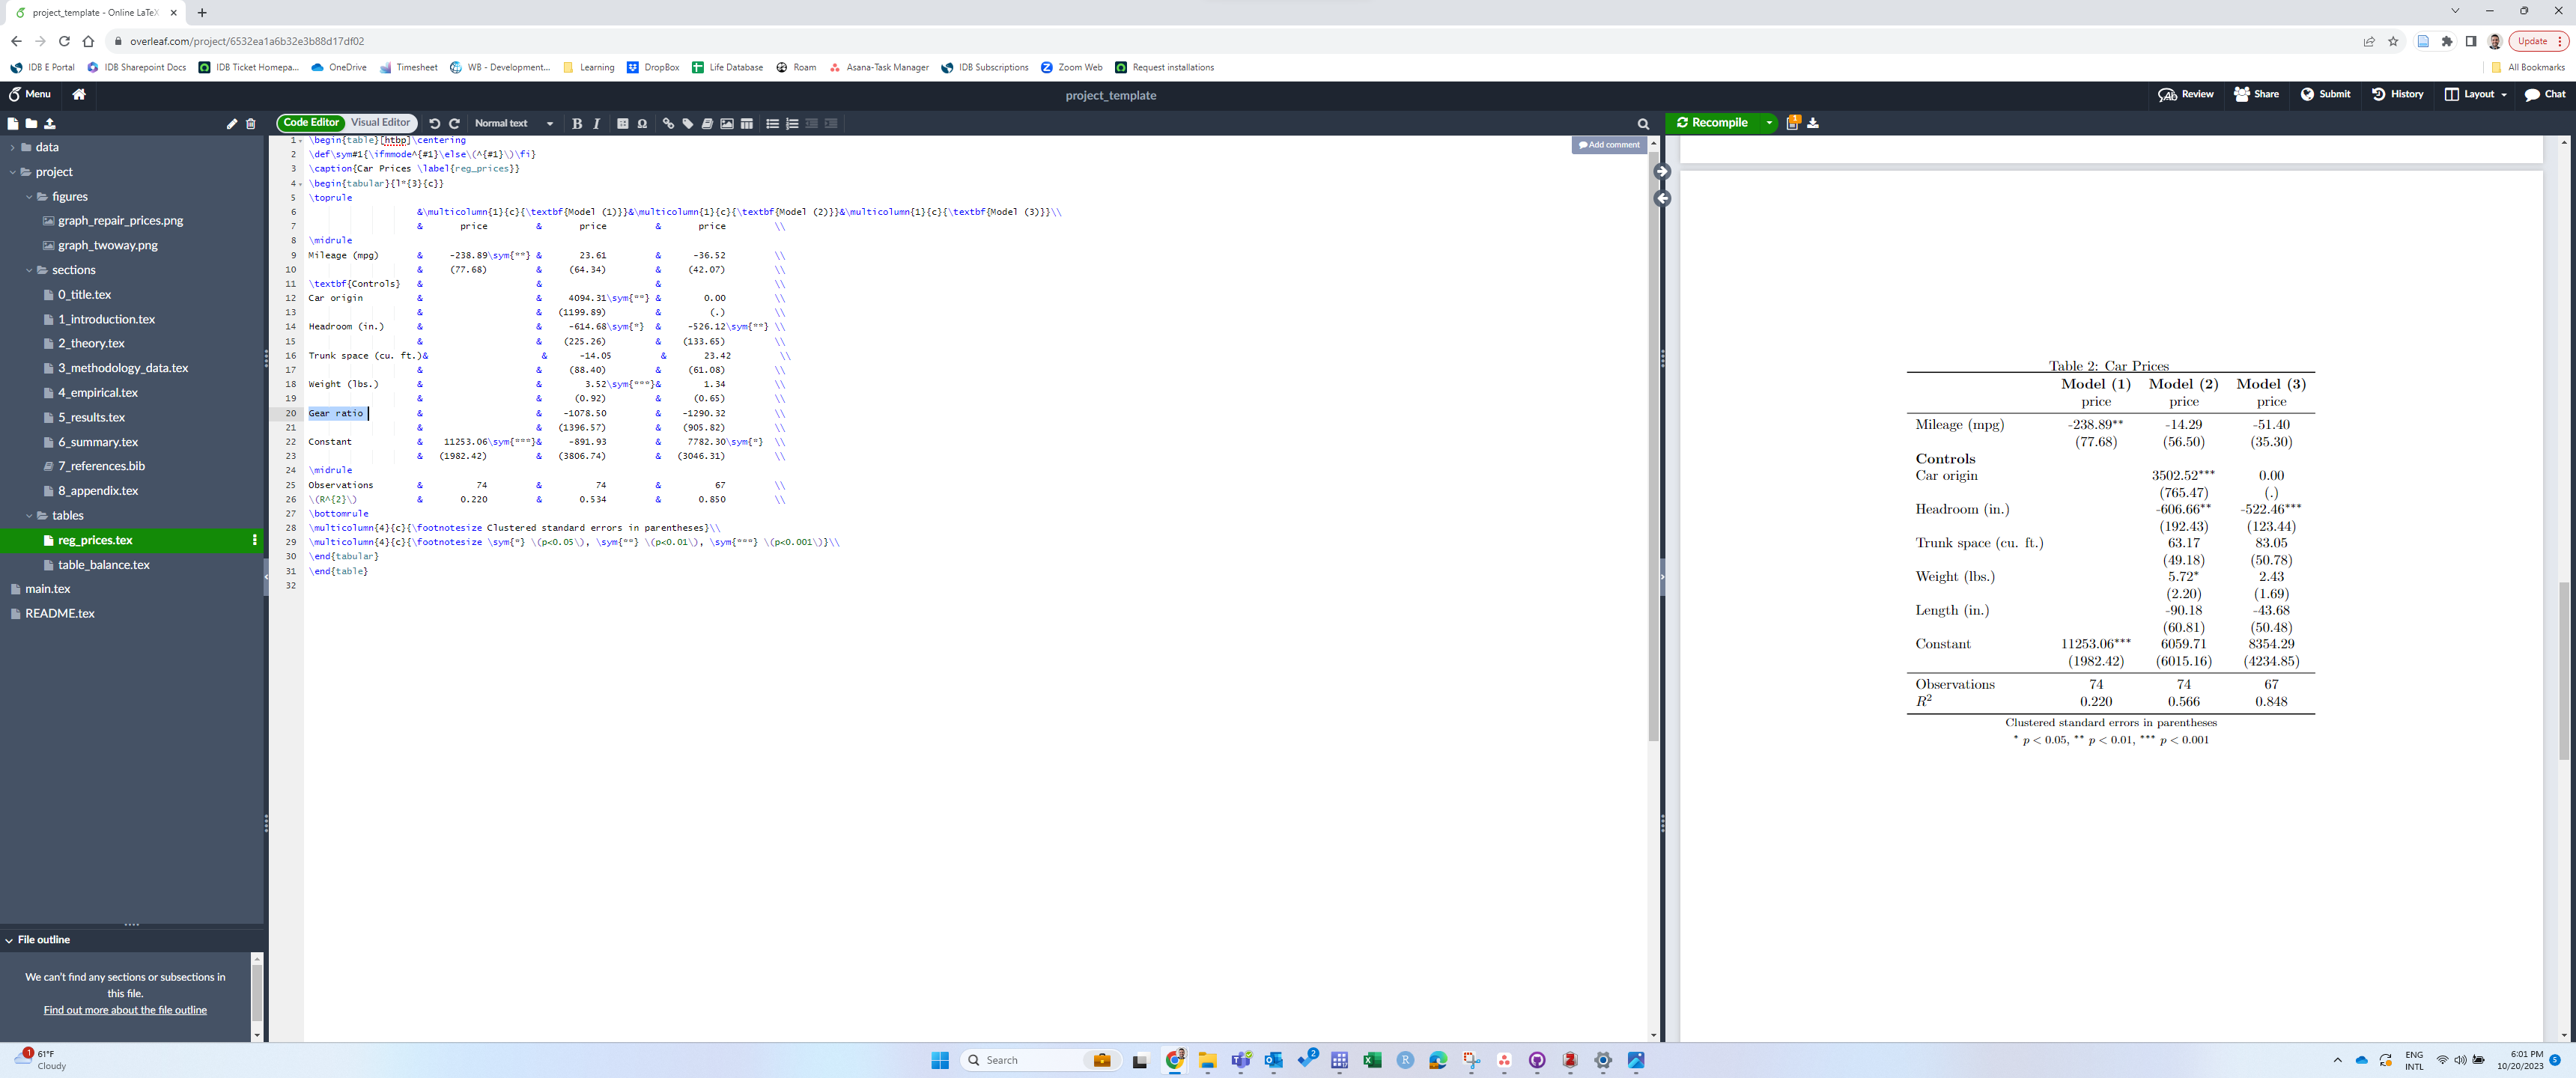 project_template - Online LaTeX
overleaf.com/project/6532ea1a6b32e3b88d17df02
Update
IDB E Portal
IDB Sharepoint Docs
IDB Ticket Homepa...
OneDrive
Timesheet
WB - Development...
Learning
DropBox
Life Database
Roam
Asana-Task Manager
IDB Subscriptions
Zoom Web
Request installations
All Bookmarks
Menu
project_template
Review
Share
Submit
History
Layout
Chat
Code Editor
Visual Editor
Normal text
Recompile
1
Add comment
data
project
figures
graph_repair_prices.png
graph_twoway.png
sections
0_title.tex
1_introduction.tex
2_theory.tex
3_methodology_data.tex
4_empirical.tex
5_results.tex
6_summary.tex
7_references.bib
8_appendix.tex
tables
reg_prices.tex
table_balance.tex
main.tex
README.tex
File outline
We can't find any sections or subsections in
this file.
Find out more about the file outline
1 \begin{table}[htbp]\centering
2 \def\sym#1{\ifmmode^{#1}\else\(^{#1}\)\fi}
3 \caption{Car Prices \label{reg_prices}}
4 \begin{tabular}{l*{3}{c}}
5 \toprule
6 &\multicolumn{1}{c}{\textbf{Model (1)}}&\multicolumn{1}{c}{\textbf{Model (2)}}&\multicolumn{1}{c}{\textbf{Model (3)}}\\
7 & price & price & price \\
8 \midrule
9 Mileage (mpg) & -238.89\sym{**} & 23.61 & -36.52 \\
10 & (77.68) & (64.34) & (42.07) \\
11 \textbf{Controls} & & & \\
12 Car origin & & 4094.31\sym{**} & 0.00 \\
13 & & (1199.89) & (.) \\
14 Headroom (in.) & & -614.68\sym{*} & -526.12\sym{**} \\
15 & & (225.26) & (133.65) \\
16 Trunk space (cu. ft.)& & -14.05 & 23.42 \\
17 & & (88.40) & (61.08) \\
18 Weight (lbs.) & & 3.52\sym{***}& 1.34 \\
19 & & (0.92) & (0.65) \\
20 Gear ratio & & -1078.50 & -1290.32 \\
21 & & (1396.57) & (905.82) \\
22 Constant & 11253.06\sym{***}& -891.93 & 7782.30\sym{*} \\
23 & (1982.42) & (3806.74) & (3046.31) \\
24 \midrule
25 Observations & 74 & 74 & 67 \\
26 \(R^{2}\) & 0.220 & 0.534 & 0.850 \\
27 \bottomrule
28 \multicolumn{4}{c}{\footnotesize Clustered standard errors in parentheses}\\
29 \multicolumn{4}{c}{\footnotesize \sym{*} \(p<0.05\), \sym{**} \(p<0.01\), \sym{***} \(p<0.001\)}\\
30 \end{tabular}
31 \end{table}
32
Table 2: Car Prices
Model (1) Model (2) Model (3)
price price price
Mileage (mpg) -238.89** -14.29 -51.40
(77.68) (56.50) (35.30)
Controls
Car origin 3502.52*** 0.00
(765.47) (.)
Headroom (in.) -606.66** -522.46***
(192.43) (123.44)
Trunk space (cu. ft.) 63.17 83.05
(49.18) (50.78)
Weight (lbs.) 5.72* 2.43
(2.20) (1.69)
Length (in.) -90.18 -43.68
(60.81) (50.48)
Constant 11253.06*** 6059.71 8354.29
(1982.42) (6015.16) (4234.85)
Observations 74 74 67
R² 0.220 0.566 0.848
Clustered standard errors in parentheses
* p < 0.05, ** p < 0.01, *** p < 0.001
1
61°F
Cloudy
Search
2
ENG
INTL
6:01 PM
10/20/2023
5